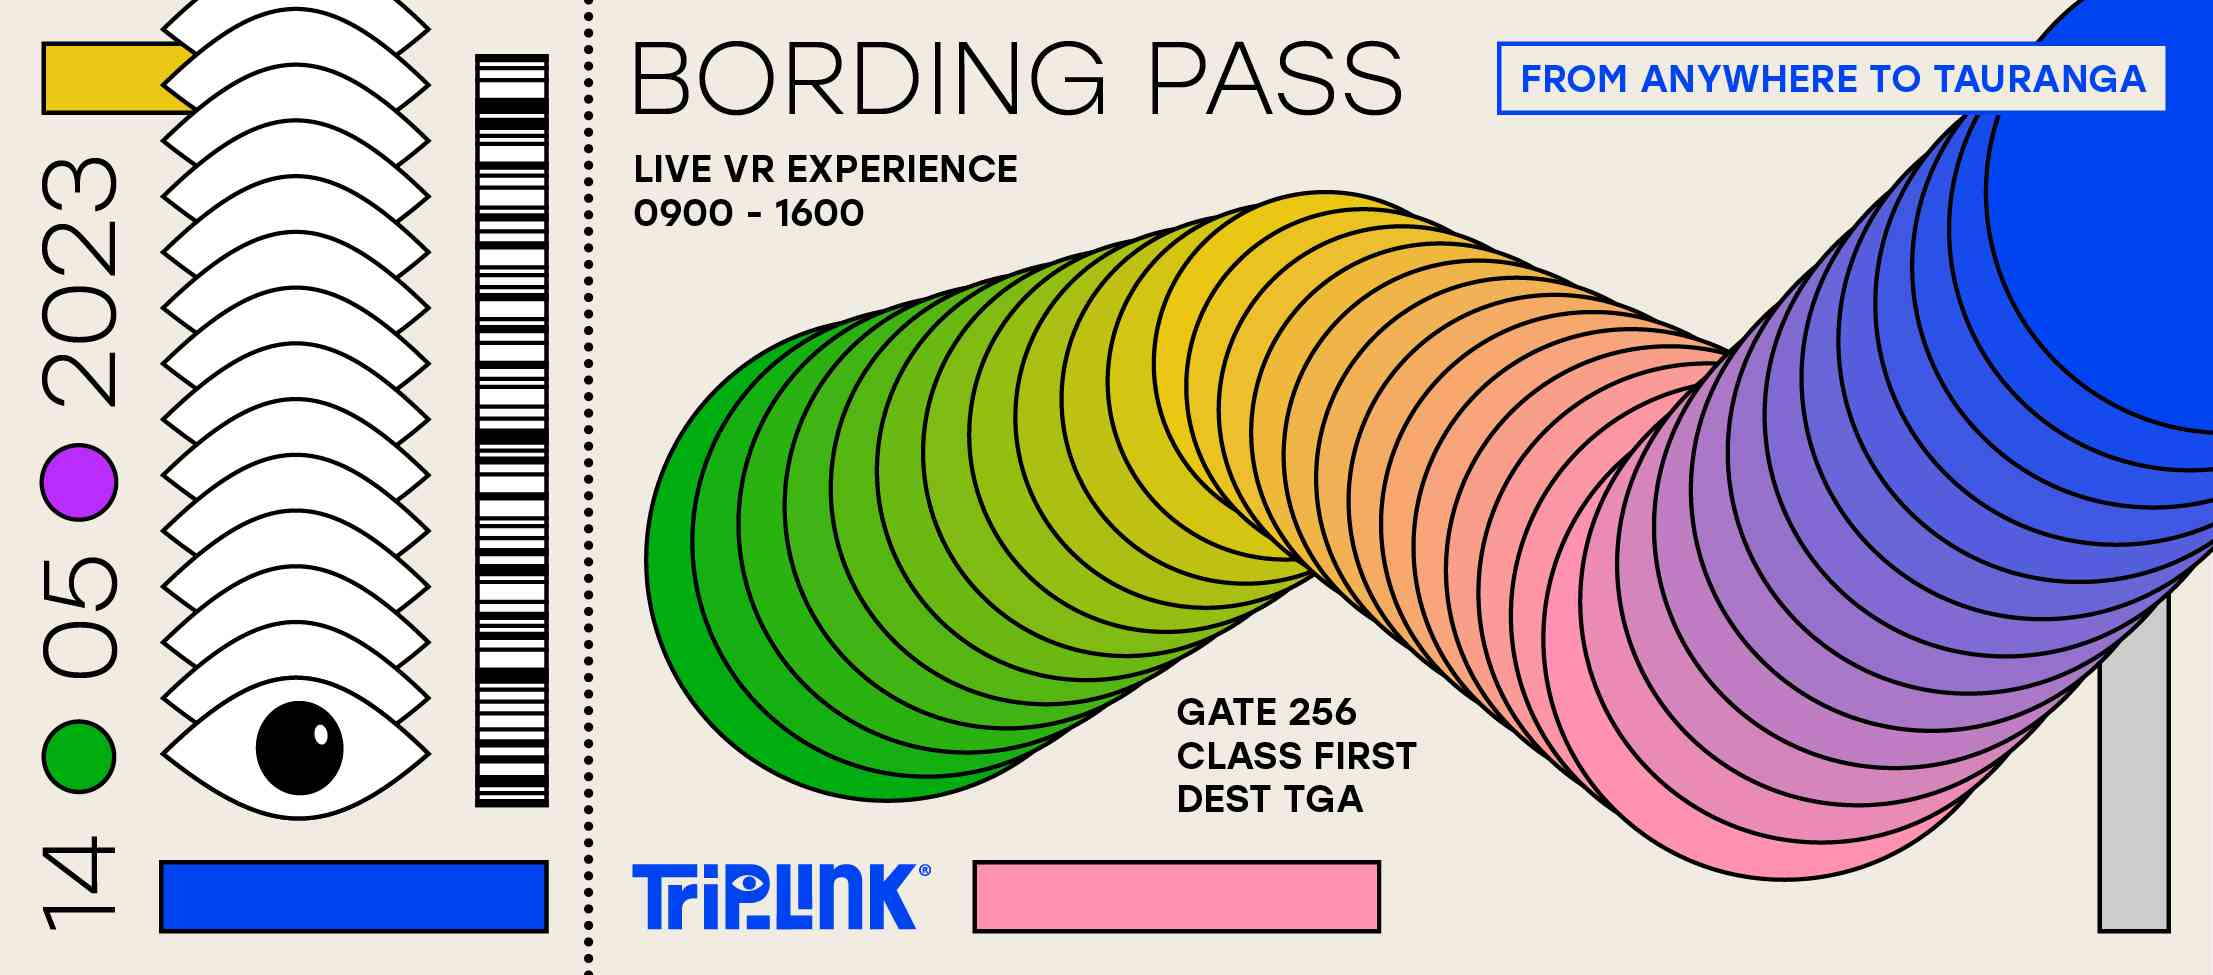 14 05 2023
BORDING PASS
FROM ANYWHERE TO TAURANGA
LIVE VR EXPERIENCE
0900 - 1600
GATE 256
CLASS FIRST
DEST TGA
TRIPLINK®